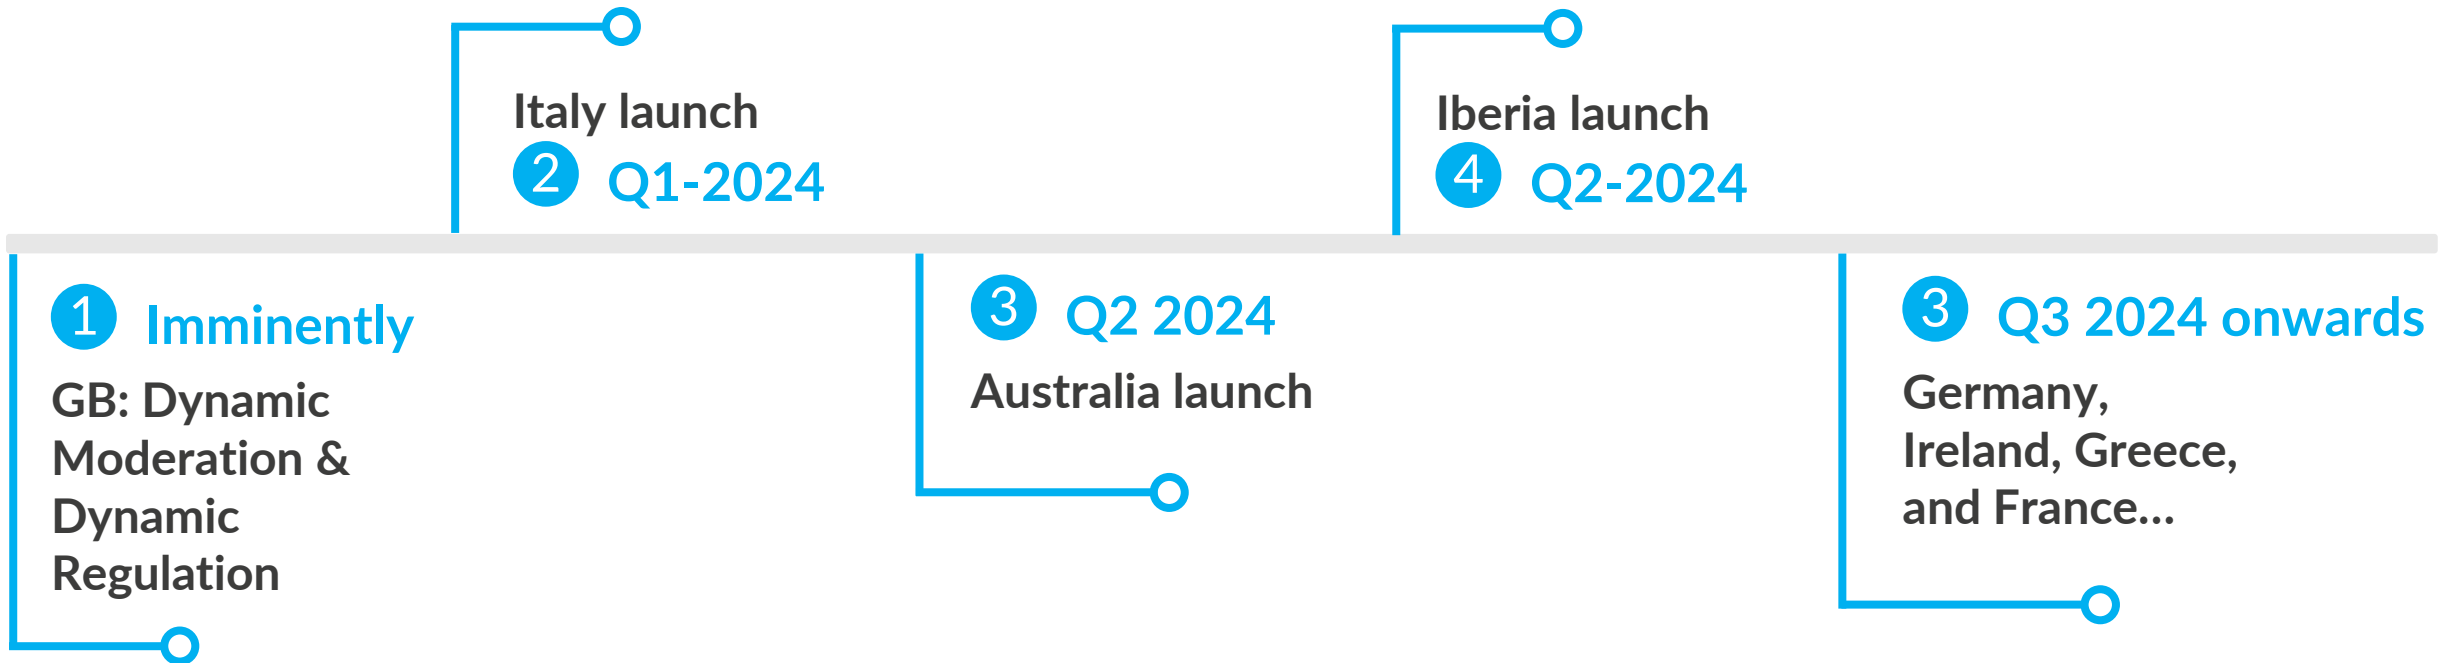 1 Imminently
GB: Dynamic
Moderation &
Dynamic
Regulation
Italy launch
2 Q1-2024
3 Q2 2024
Australia launch
Iberia launch
4 Q2-2024
3 Q3 2024 onwards
Germany,
Ireland, Greece,
and France...